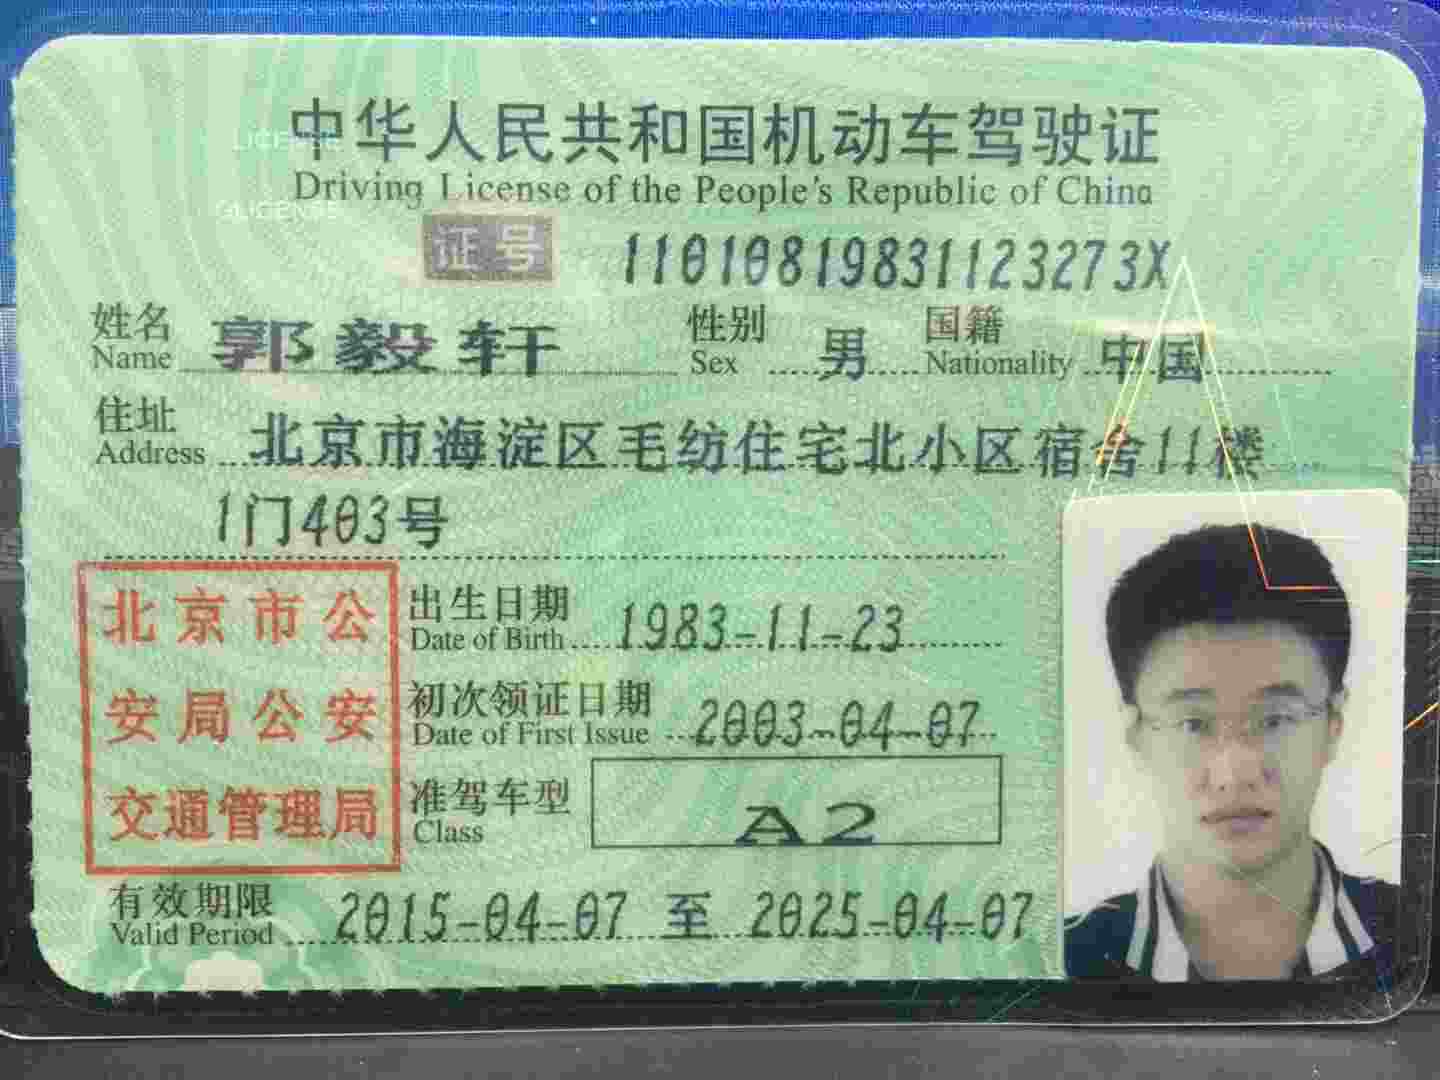 中华人民共和国机动车驾驶证
Driving License of the People's Republic of China
证号 11010819831123273X
姓名 郭毅轩 性别 男 国籍 中国
Name Sex Nationality
住址 北京市海淀区毛纺住宅北小区宿舍11楼
Address
1门403号
北京市公
安局公安
交通管理局
出生日期 1983-11-23
Date of Birth
初次领证日期 2003-04-07
Date of First Issue
准驾车型 A2
Class
有效期限 2015-04-07 至 2025-04-07
Valid Period